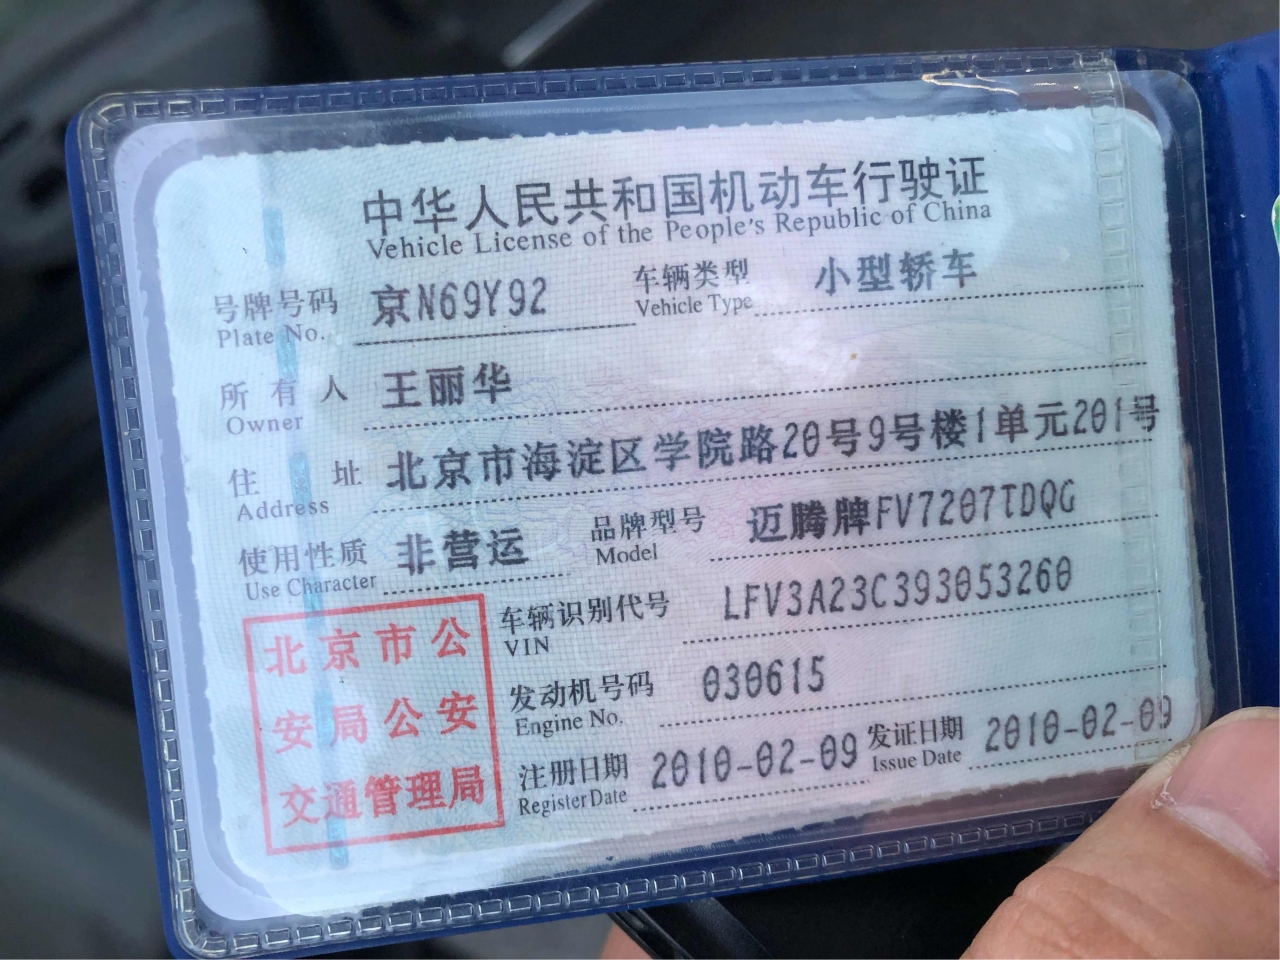 中华人民共和国机动车行驶证
Vehicle License of the People's Republic of China
号牌号码 京N69Y92 车辆类型 小型轿车
Plate No. Vehicle Type
所有人 王丽华
Owner
住址 北京市海淀区学院路20号9号楼1单元201号
Address
使用性质 非营运 品牌型号 迈腾牌FV7207TDQG
Use Character Model
车辆识别代号 LFV3A23C393053260
VIN
发动机号码 030615
Engine No.
注册日期 2010-02-09 发证日期 2010-02-09
Register Date Issue Date
北京市公
安局公安
交通管理局